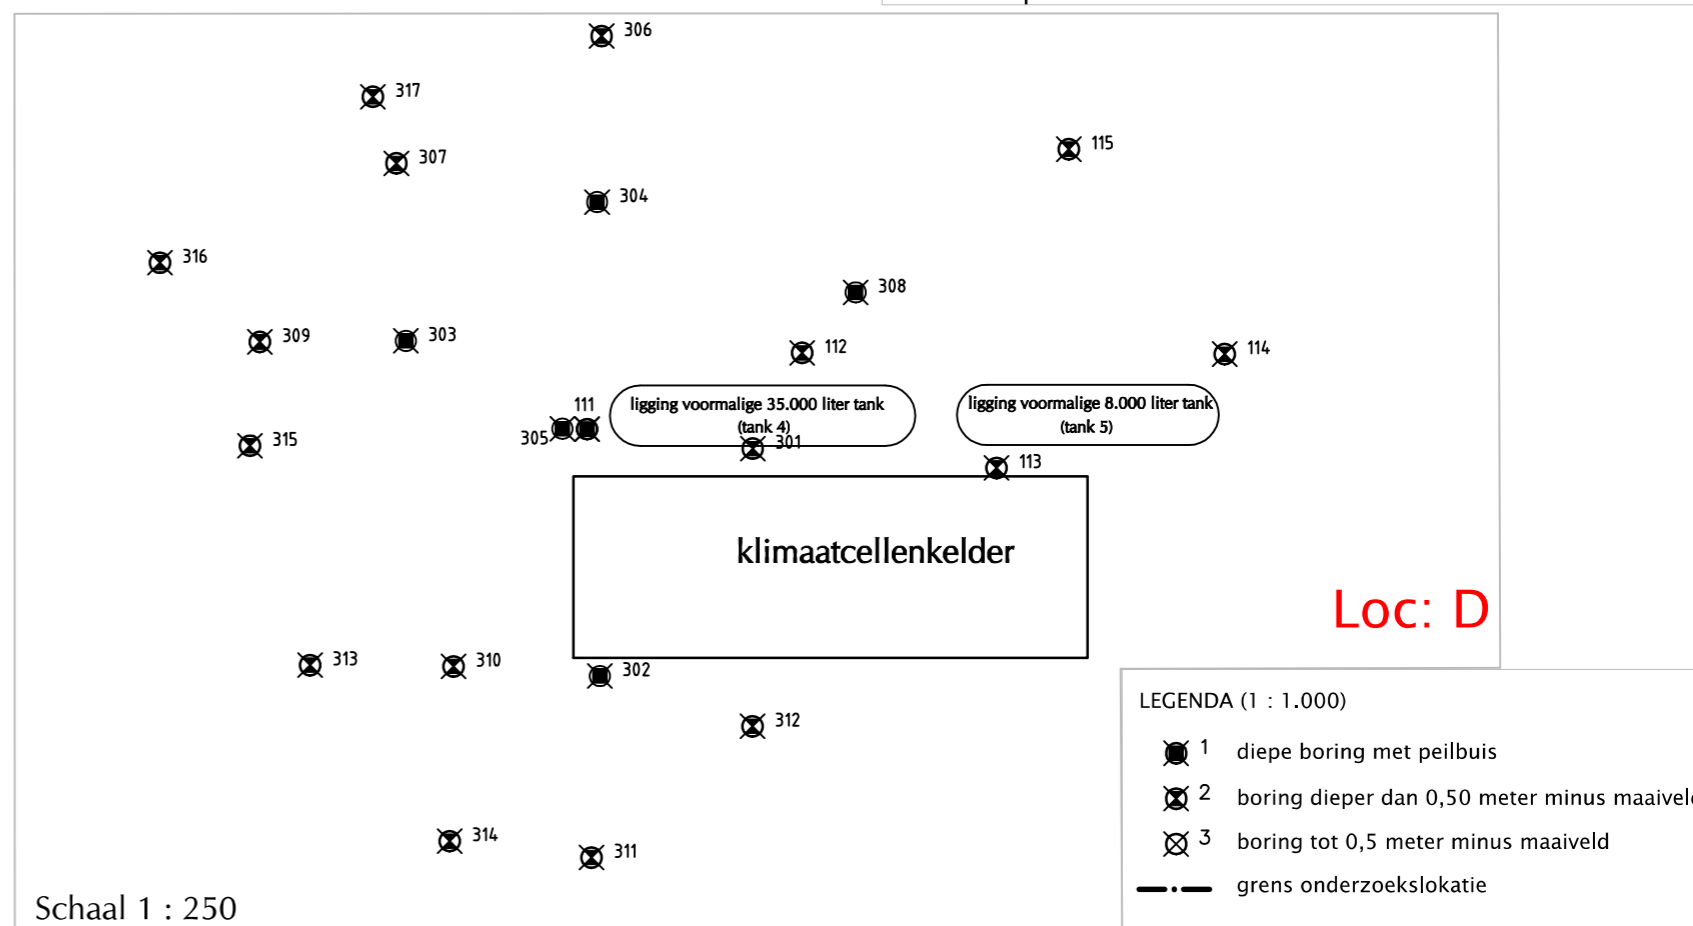 306
317
115
307
304
316
308
309
303
112
114
111
ligging voormalige 35.000 liter tank
(tank 4)
ligging voormalige 8.000 liter tank
(tank 5)
305
315
301
113
klimaatcellenkelder
Loc: D
313
310
302
312
314
311
Schaal 1 : 250
LEGENDA (1 : 1.000)
1 diepe boring met peilbuis
2 boring dieper dan 0,50 meter minus maaiveld
3 boring tot 0,5 meter minus maaiveld
grens onderzoekslokatie